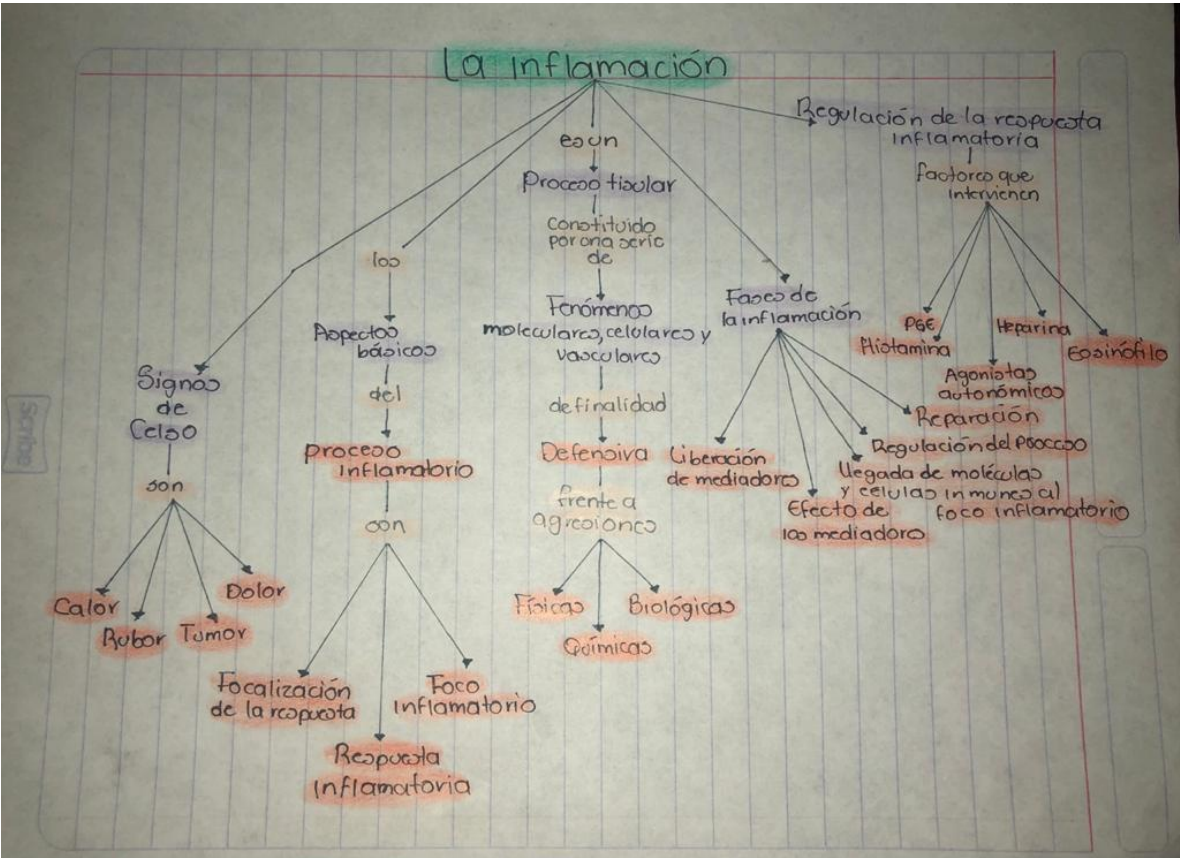 La inflamación
Signos
de
Celso
son
Calor
Rubor
Tumor
Dolor
los
Aspectos
básicos
del
proceso
inflamatorio
son
Focalización
de la respuesta
Respuesta
inflamatoria
Foco
inflamatorio
es un
Proceso tisular
constituido
por una serie
de
Fenómenos
moleculares, celulares y
vasculares
de finalidad
Defensiva
frente a
agresiones
Físicas
Químicas
Biológicas
Fases de
la inflamación
Liberación
de mediadores
Efecto de
los mediadors
Llegada de moléculas
y celulas inmunes al
foco inflamatorio
Regulación del proceso
Reparación
Regulación de la respuesta
inflamatoria
factores que
intervienen
PGE
Histamina
Agonistas
autonómicos
Heparina
Eosinófilo
Scribe